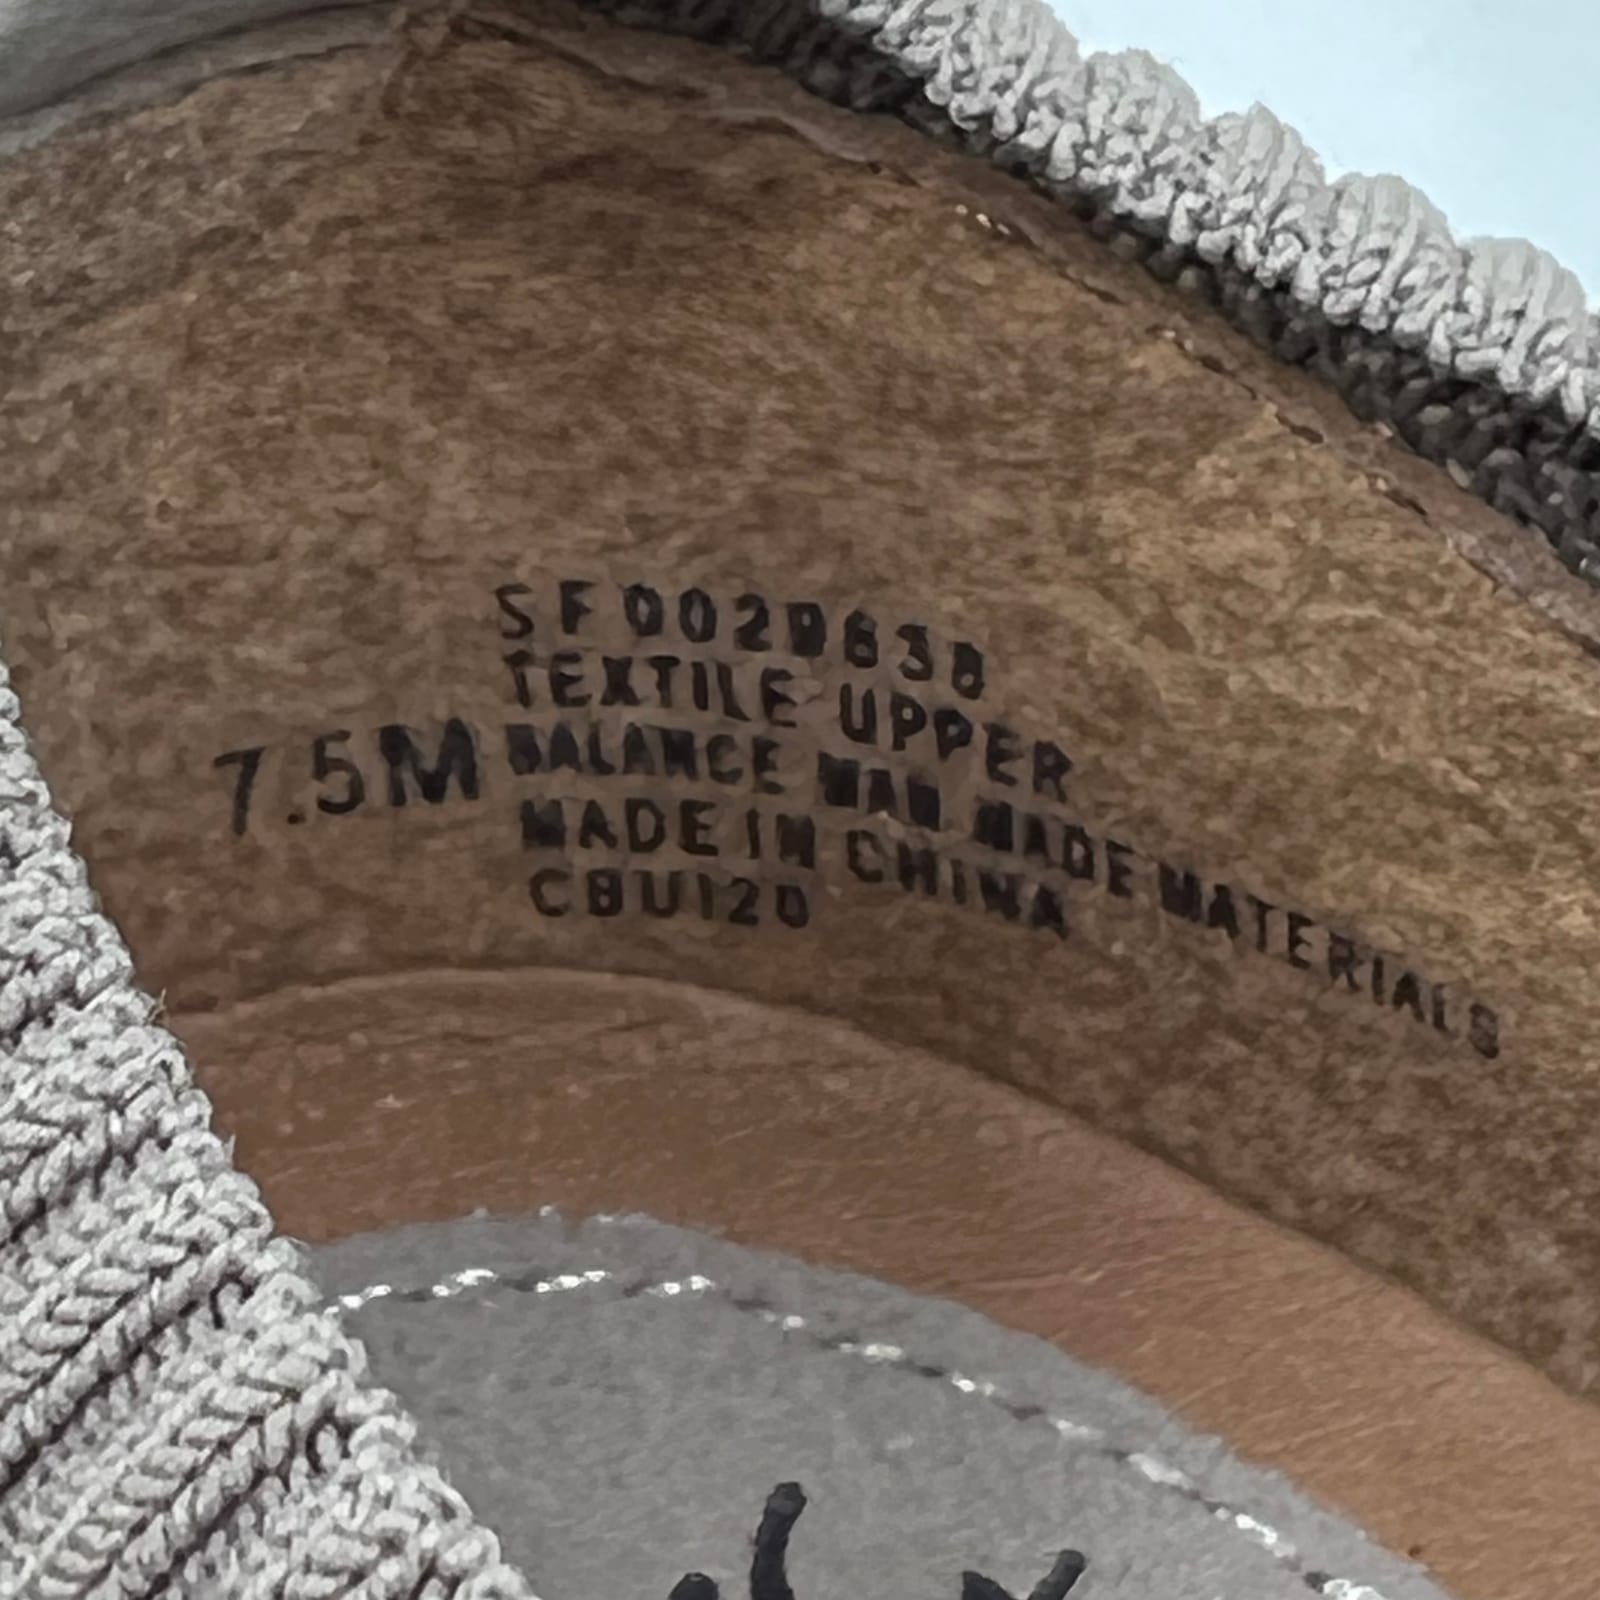 SF0029638
TEXTILE UPPER
7.5M BALANCE MAN MADE MATERIALS
MADE IN CHINA
CBU120